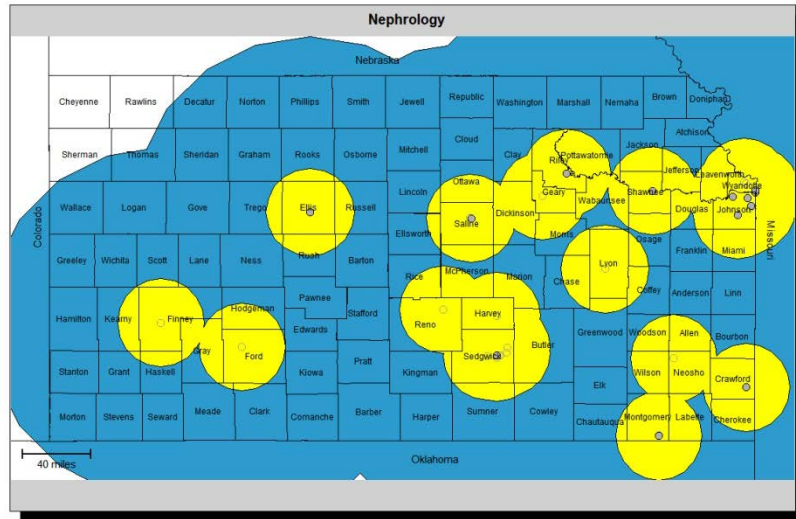 Nephrology
Nebraska
Cheyenne Rawlins Decatur Norton Phillips Smith Jewell Republic Washington Marshall Nemaha Brown Doniphan
Sherman Thomas Sheridan Graham Rooks Osborne Mitchell Cloud Clay Riley Pottawatomie Jackson Atchison
Jefferson Leavenworth
Wallace Logan Gove Trego Ellis Russell Lincoln Ottawa Saline Dickinson Geary Wabaunsee Shawnee Douglas Wyandotte Johnson
Colorado
Missouri
Greeley Wichita Scott Lane Ness Rush Barton Ellsworth Rice McPherson Marion Morris Chase Lyon Osage Franklin Miami
Hamilton Kearny Finney Hodgeman Pawnee Stafford Reno Harvey Butler Greenwood Coffey Anderson Linn
Gray Ford Edwards Sedgwick Woodson Allen Bourbon
Stanton Grant Haskell Kiowa Pratt Kingman Elk Wilson Neosho Crawford
Morton Stevens Seward Meade Clark Comanche Barber Harper Sumner Cowley Chautauqua Montgomery Labette Cherokee
40 miles
Oklahoma